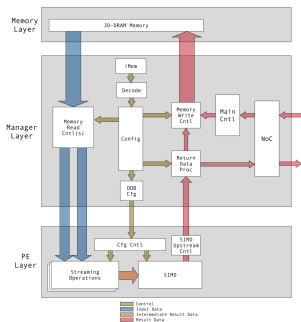 Memory
Layer
3D-DRAM Memory
Manager
Layer
iMem
Decode
Memory
Read
Cntl(s)
Config
Memory
Write
Cntl
Main
Cntl
NoC
Return
Data
Proc
OOB
Cfg
PE
Layer
Cfg Cntl
SIMD
Upstream
Cntl
Streaming
Operations
SIMD
Control
Input Data
Intermediate Result Data
Result Data